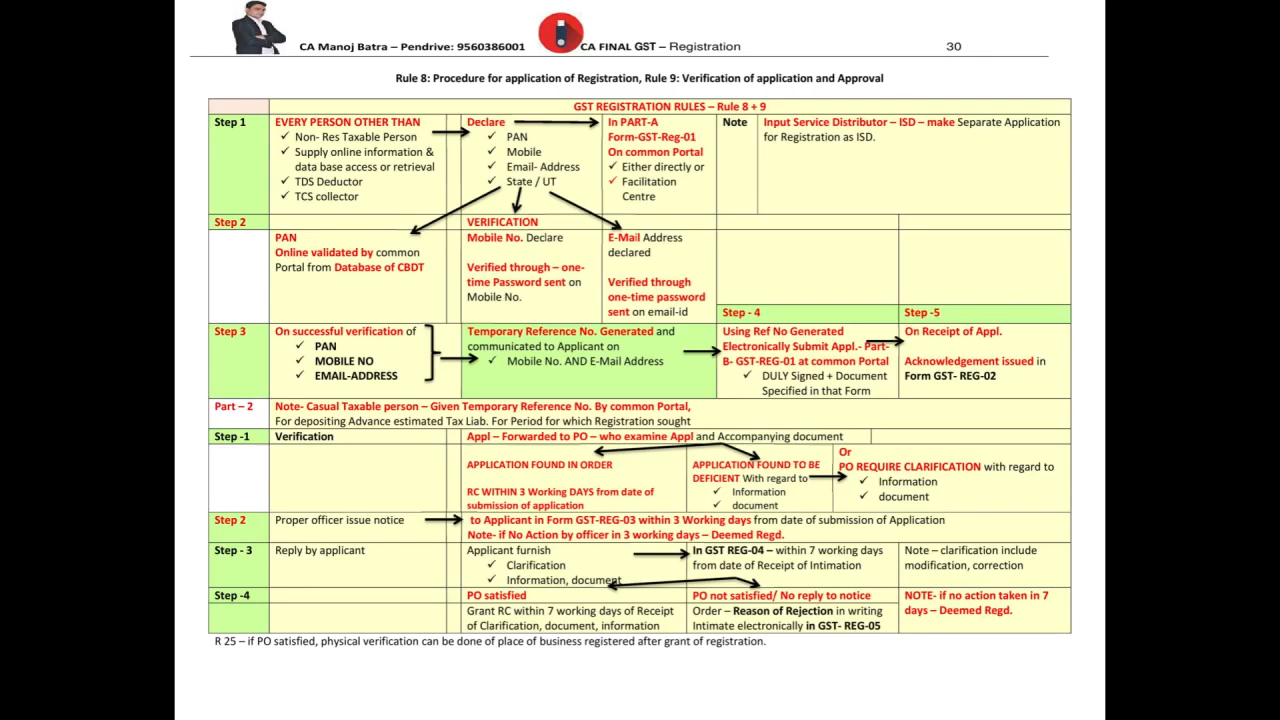 CA Manoj Batra – Pendrive: 9560386001 CA FINAL GST – Registration 30
Rule 8: Procedure for application of Registration, Rule 9: Verification of application and Approval
GST REGISTRATION RULES – Rule 8 + 9
Step 1
EVERY PERSON OTHER THAN
✓ Non- Res Taxable Person
✓ Supply online information &
data base access or retrieval
✓ TDS Deductor
✓ TCS collector
Declare
✓ PAN
✓ Mobile
✓ Email- Address
✓ State / UT
In PART-A
Form-GST-Reg-01
On common Portal
✓ Either directly or
✓ Facilitation
Centre
Note
Input Service Distributor – ISD – make Separate Application
for Registration as ISD.
Step 2
VERIFICATION
PAN
Online validated by common
Portal from Database of CBDT
Mobile No. Declare
Verified through – one-
time Password sent on
Mobile No.
E-Mail Address
declared
Verified through
one-time password
sent on email-id
Step - 4
Step -5
Step 3
On successful verification of
✓ PAN
✓ MOBILE NO
✓ EMAIL-ADDRESS
Temporary Reference No. Generated and
communicated to Applicant on
✓ Mobile No. AND E-Mail Address
Using Ref No Generated
Electronically Submit Appl.- Part-
B- GST-REG-01 at common Portal
✓ DULY Signed + Document
Specified in that Form
On Receipt of Appl.
Acknowledgement issued in
Form GST- REG-02
Part – 2
Note- Casual Taxable person – Given Temporary Reference No. By common Portal,
For depositing Advance estimated Tax Liab. For Period for which Registration sought
Step -1
Verification
Appl – Forwarded to PO – who examine Appl and Accompanying document
APPLICATION FOUND IN ORDER
RC WITHIN 3 Working DAYS from date of
submission of application
APPLICATION FOUND TO BE
DEFICIENT With regard to
✓ Information
✓ document
Or
PO REQUIRE CLARIFICATION with regard to
✓ Information
✓ document
Step 2
Proper officer issue notice
to Applicant in Form GST-REG-03 within 3 Working days from date of submission of Application
Note- if No Action by officer in 3 working days – Deemed Regd.
Step - 3
Reply by applicant
Applicant furnish
✓ Clarification
✓ Information, document
In GST REG-04 – within 7 working days
from date of Receipt of Intimation
Note – clarification include
modification, correction
Step -4
PO satisfied
Grant RC within 7 working days of Receipt
of Clarification, document, information
PO not satisfied/ No reply to notice
Order – Reason of Rejection in writing
Intimate electronically in GST- REG-05
NOTE- if no action taken in 7
days – Deemed Regd.
R 25 – if PO satisfied, physical verification can be done of place of business registered after grant of registration.